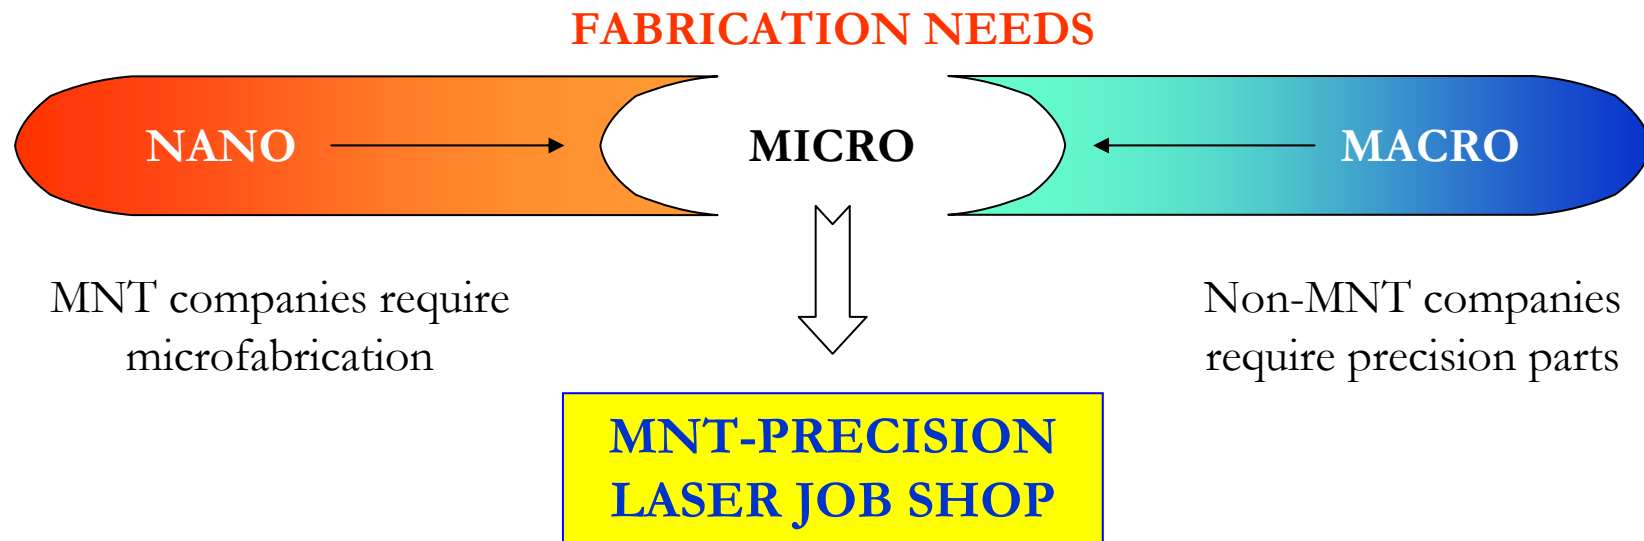 FABRICATION NEEDS
NANO
MICRO
MACRO
MNT companies require
microfabrication
Non-MNT companies
require precision parts
MNT-PRECISION
LASER JOB SHOP